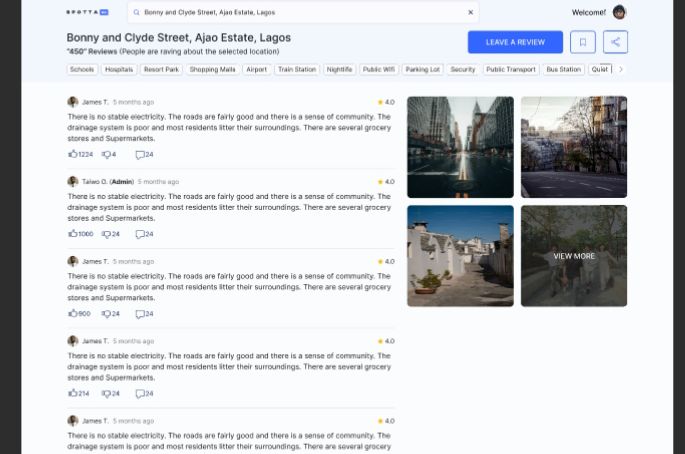 SPOTTA
Bonny and Clyde Street, Ajao Estate, Lagos
Welcome!
Bonny and Clyde Street, Ajao Estate, Lagos
"450" Reviews (People are raving about the selected location)
LEAVE A REVIEW
Schools Hospitals Resort Park Shopping Malls Airport Train Station Nightlife Public Wifi Parking Lot Security Public Transport Bus Station Quiet
James T. 5 months ago 4.0
There is no stable electricity. The roads are fairly good and there is a sense of community. The
drainage system is poor and most residents litter their surroundings. There are several grocery
stores and Supermarkets.
1224 4 24
Taiwo O. (Admin) 5 months ago 4.0
There is no stable electricity. The roads are fairly good and there is a sense of community. The
drainage system is poor and most residents litter their surroundings. There are several grocery
stores and Supermarkets.
1000 24 24
James T. 5 months ago 4.0
There is no stable electricity. The roads are fairly good and there is a sense of community. The
drainage system is poor and most residents litter their surroundings. There are several grocery
stores and Supermarkets.
900 24 24
James T. 5 months ago 4.0
There is no stable electricity. The roads are fairly good and there is a sense of community. The
drainage system is poor and most residents litter their surroundings. There are several grocery
stores and Supermarkets.
214 24 24
James T. 5 months ago 4.0
There is no stable electricity. The roads are fairly good and there is a sense of community. The
drainage system is poor and most residents litter their surroundings. There are several grocery
VIEW MORE